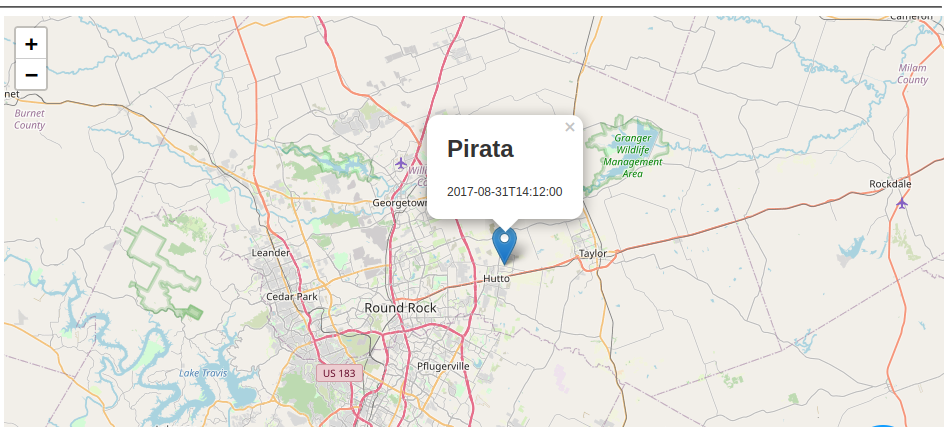 Cameron
+
−
Milam
County
net
Burnet
County
×
Pirata
Granger
Wildlife
Management
Area
2017-08-31T14:12:00
Rockdale
Georgetown
Leander
Taylor
Hutto
Cedar Park
Round Rock
Pflugerville
Lake Travis
US 183